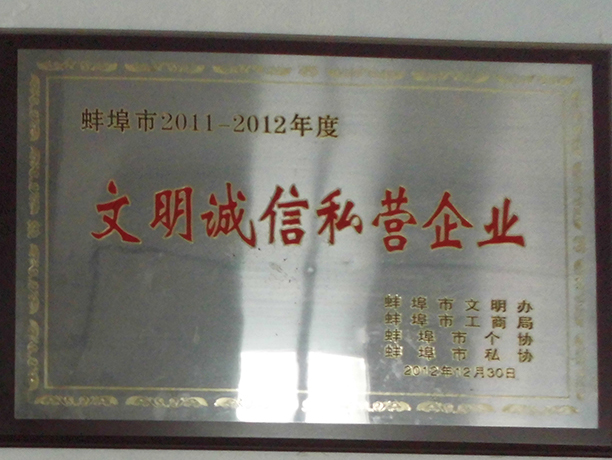 蚌埠市2011-2012年度
文明诚信私营企业
蚌埠市文明办
蚌埠市工商局
蚌埠市个协
蚌埠市私协
2012年12月30日